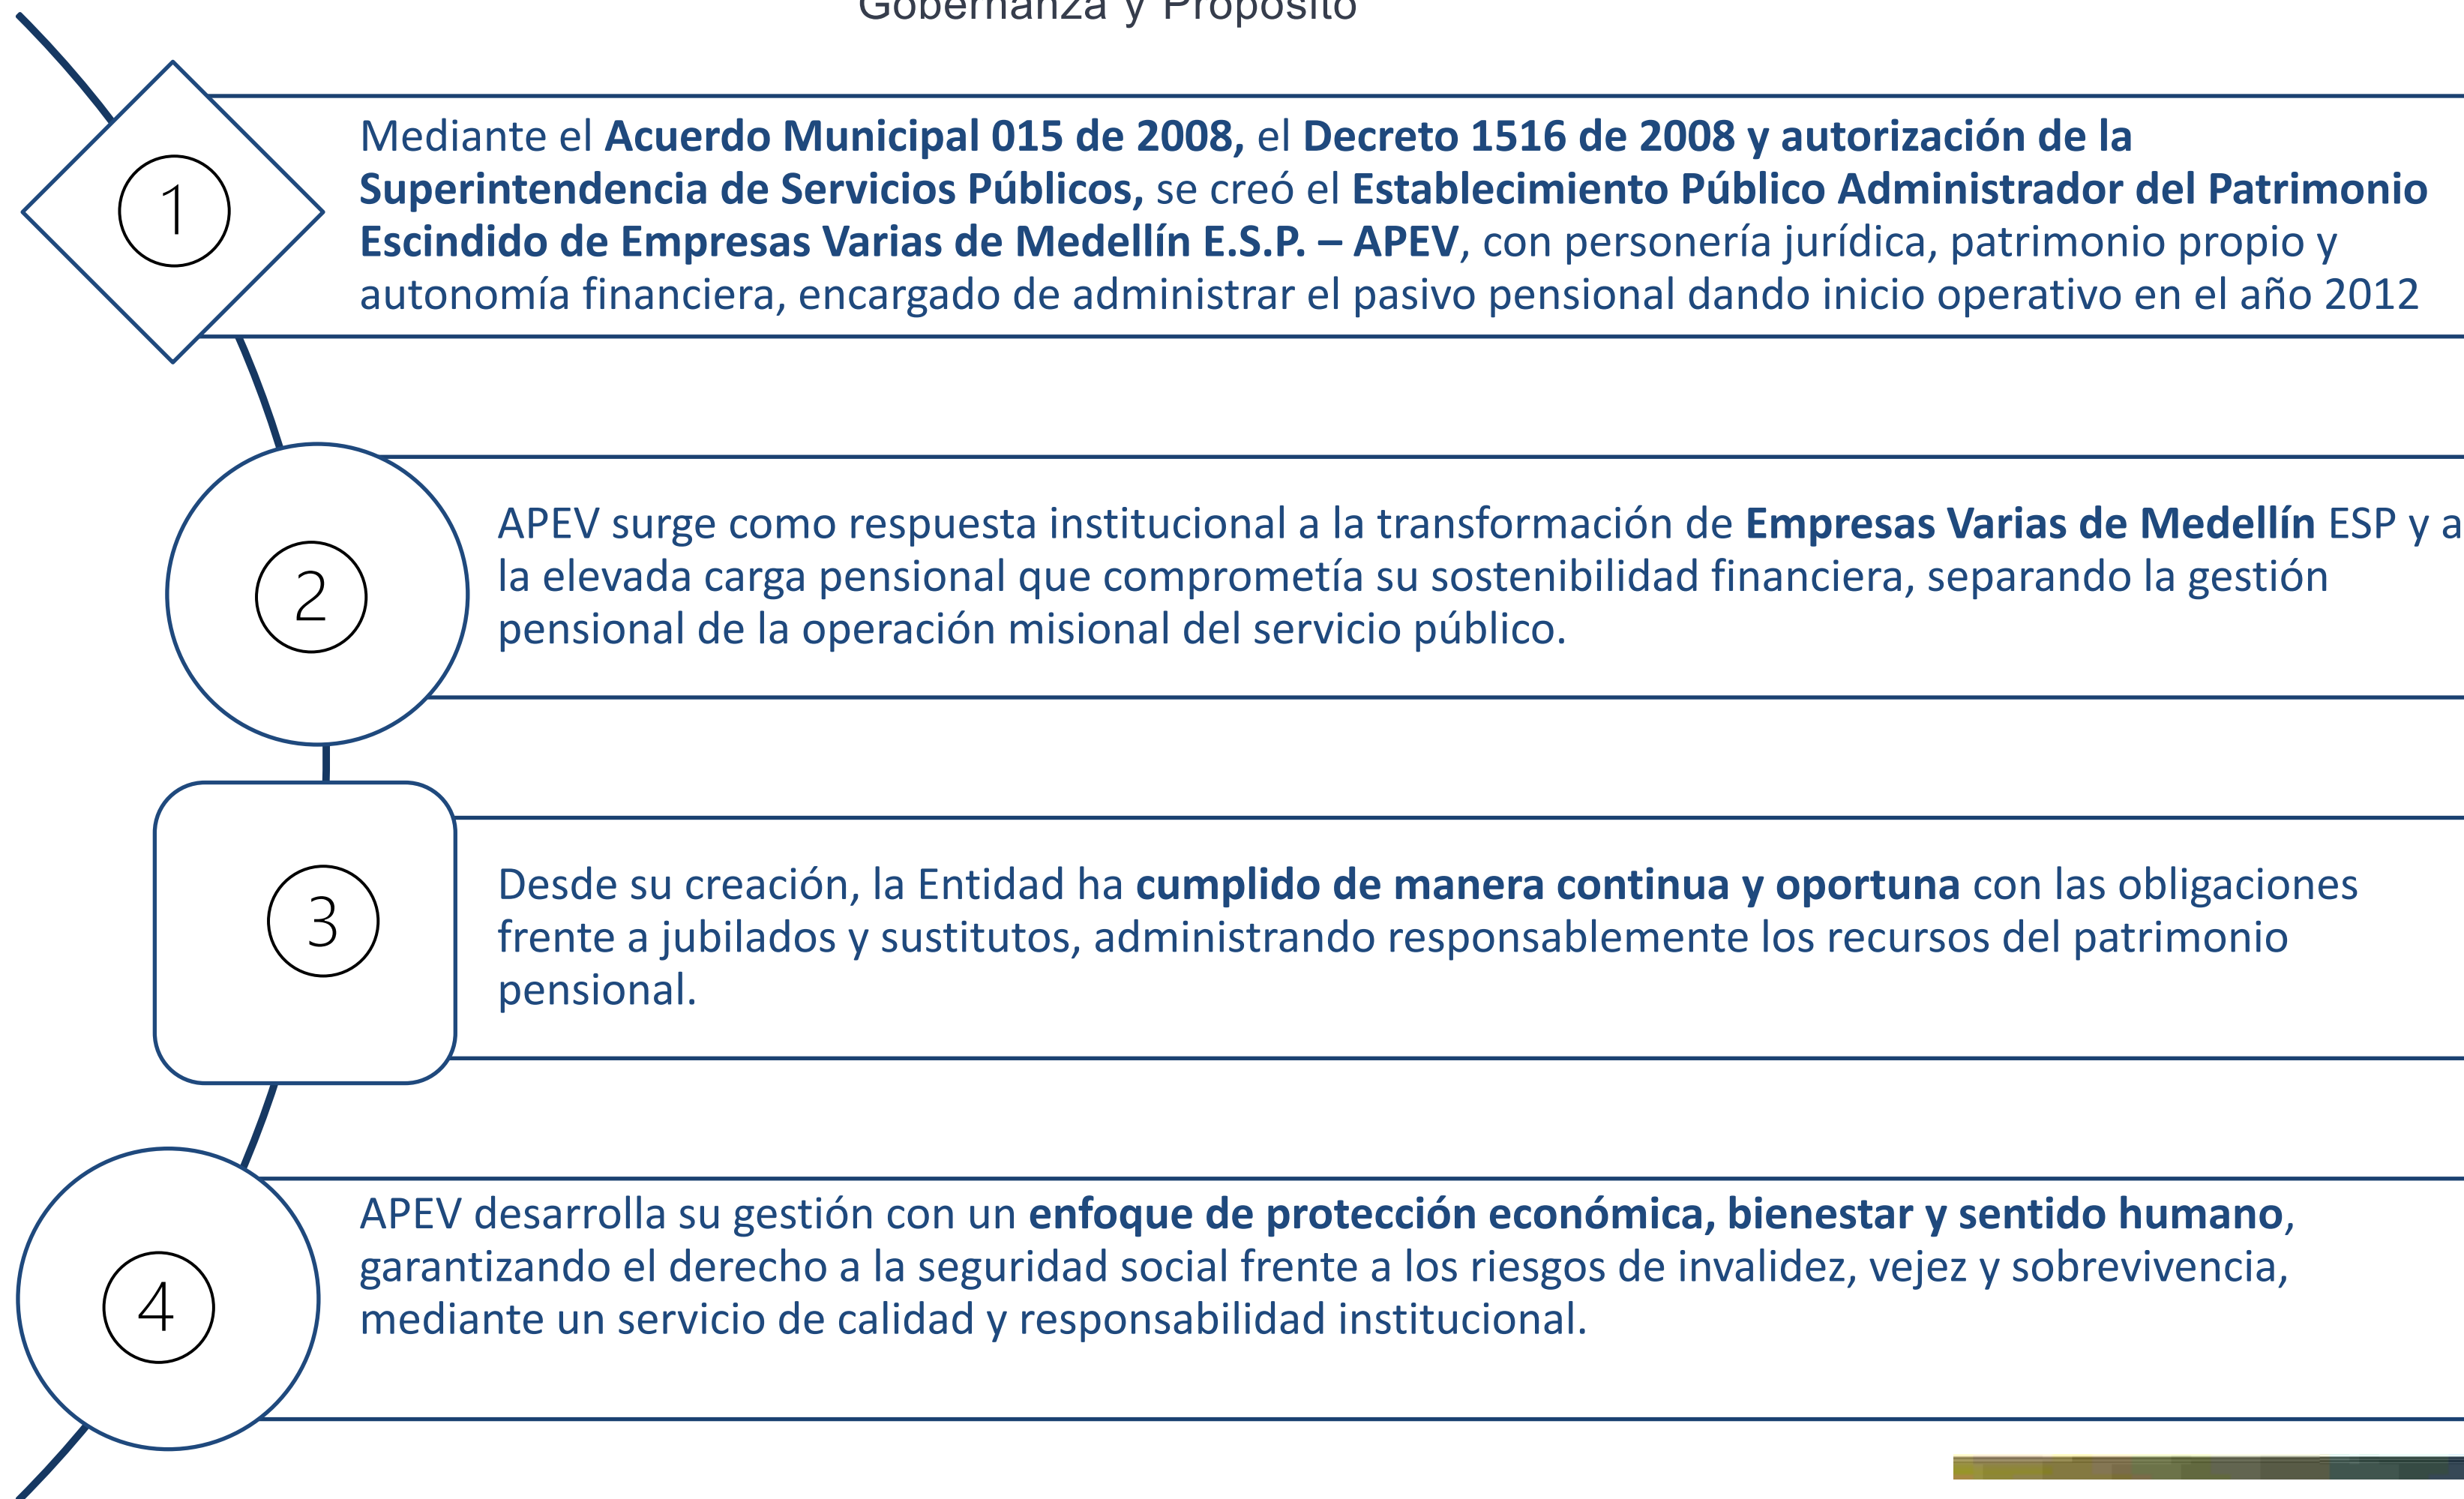 Gobernanza y Propósito
1
Mediante el Acuerdo Municipal 015 de 2008, el Decreto 1516 de 2008 y autorización de la
Superintendencia de Servicios Públicos, se creó el Establecimiento Público Administrador del Patrimonio
Escindido de Empresas Varias de Medellín E.S.P. – APEV, con personería jurídica, patrimonio propio y
autonomía financiera, encargado de administrar el pasivo pensional dando inicio operativo en el año 2012
2
APEV surge como respuesta institucional a la transformación de Empresas Varias de Medellín ESP y a
la elevada carga pensional que comprometía su sostenibilidad financiera, separando la gestión
pensional de la operación misional del servicio público.
3
Desde su creación, la Entidad ha cumplido de manera continua y oportuna con las obligaciones
frente a jubilados y sustitutos, administrando responsablemente los recursos del patrimonio
pensional.
4
APEV desarrolla su gestión con un enfoque de protección económica, bienestar y sentido humano,
garantizando el derecho a la seguridad social frente a los riesgos de invalidez, vejez y sobrevivencia,
mediante un servicio de calidad y responsabilidad institucional.